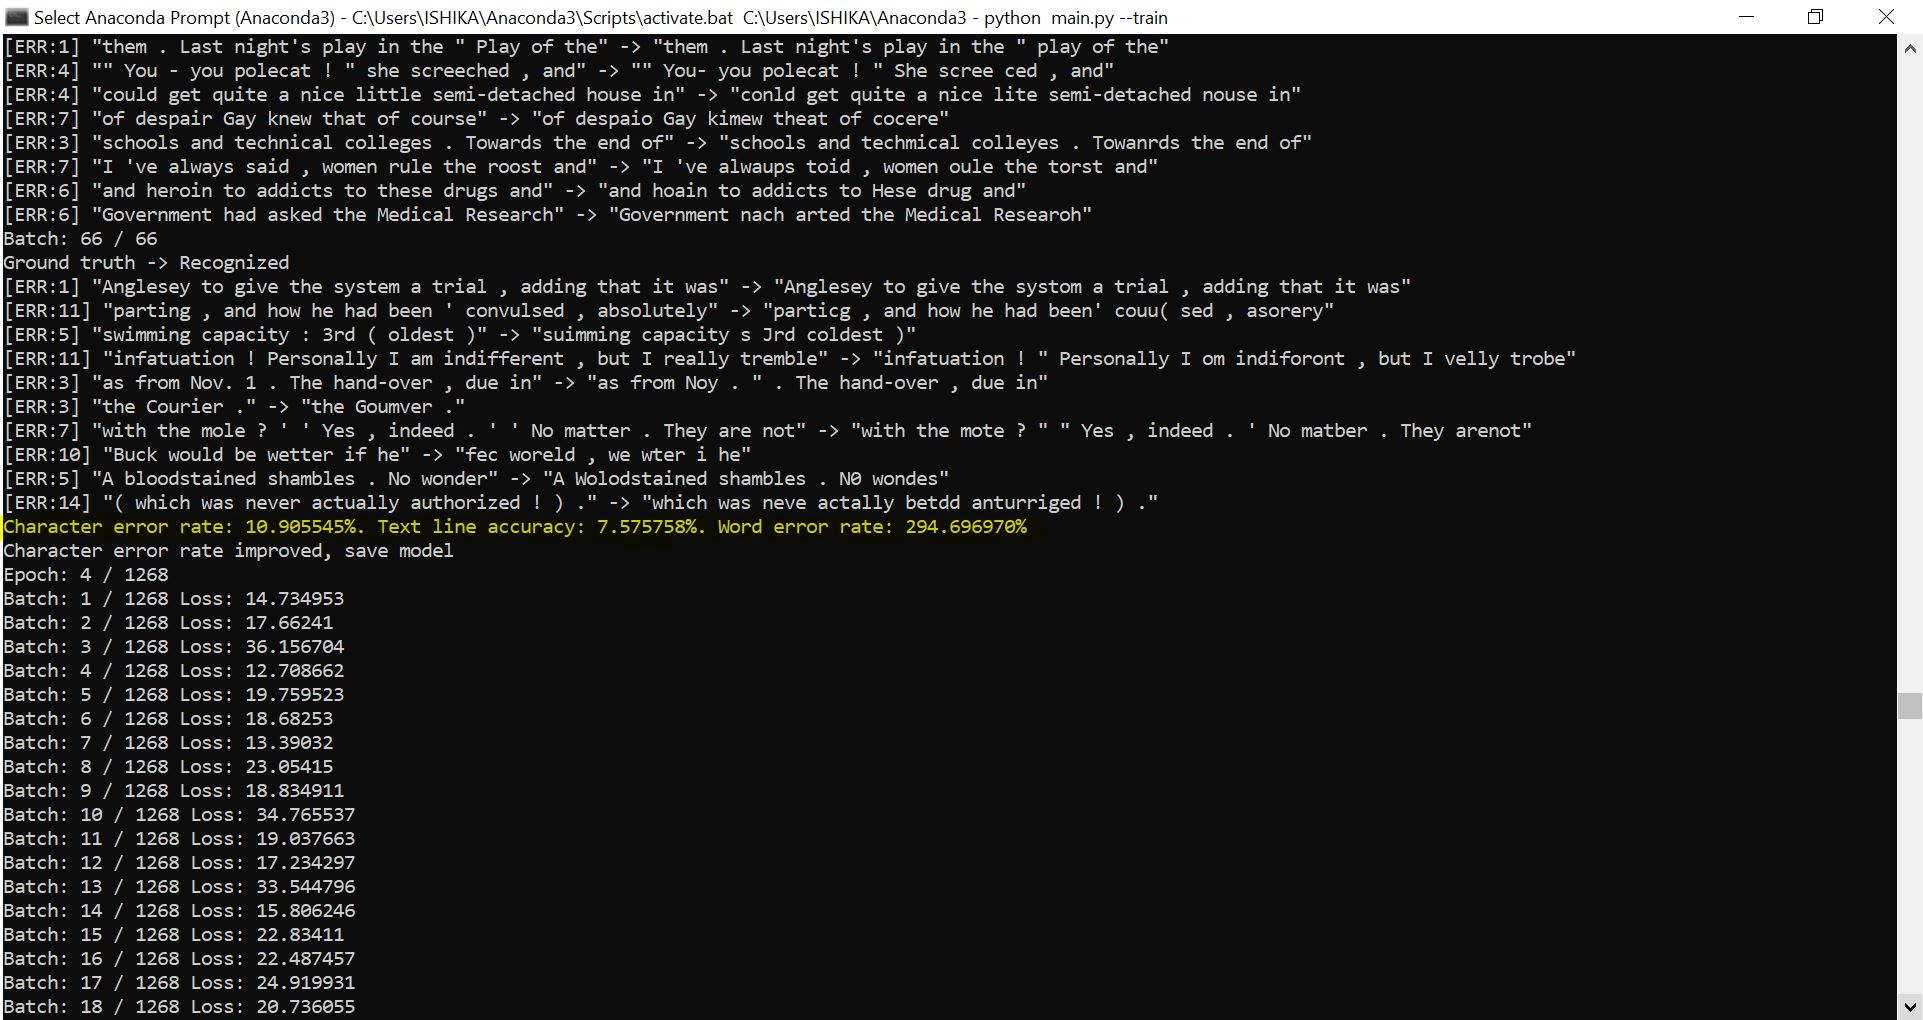 Select Anaconda Prompt (Anaconda3) - C:\Users\ISHIKA\Anaconda3\Scripts\activate.bat  C:\Users\ISHIKA\Anaconda3 - python  main.py --train
[ERR:1] "them . Last night's play in the " Play of the" -> "them . Last night's play in the " play of the"
[ERR:4] "" You - you polecat ! " she screeched , and" -> "" You- you polecat ! " She scree ced , and"
[ERR:4] "could get quite a nice little semi-detached house in" -> "conld get quite a nice lite semi-detached nouse in"
[ERR:7] "of despair Gay knew that of course" -> "of despaio Gay kimew theat of cocere"
[ERR:3] "schools and technical colleges . Towards the end of" -> "schools and techmical colleyes . Towanrds the end of"
[ERR:7] "I 've always said , women rule the roost and" -> "I 've alwaups toid , women oule the torst and"
[ERR:6] "and heroin to addicts to these drugs and" -> "and hoain to addicts to Hese drug and"
[ERR:6] "Government had asked the Medical Research" -> "Government nach arted the Medical Researoh"
Batch: 66 / 66
Ground truth -> Recognized
[ERR:1] "Anglesey to give the system a trial , adding that it was" -> "Anglesey to give the systom a trial , adding that it was"
[ERR:11] "parting , and how he had been ' convulsed , absolutely" -> "particg , and how he had been' couu( sed , asorery"
[ERR:5] "swimming capacity : 3rd ( oldest )" -> "suimming capacity s Jrd coldest )"
[ERR:11] "infatuation ! Personally I am indifferent , but I really tremble" -> "infatuation ! " Personally I om indiforont , but I velly trobe"
[ERR:3] "as from Nov. 1 . The hand-over , due in" -> "as from Noy . " . The hand-over , due in"
[ERR:3] "the Courier ." -> "the Goumver ."
[ERR:7] "with the mole ? ' ' Yes , indeed . ' ' No matter . They are not" -> "with the mote ? " " Yes , indeed . ' No matber . They arenot"
[ERR:10] "Buck would be wetter if he" -> "fec woreld , we wter i he"
[ERR:5] "A bloodstained shambles . No wonder" -> "A Wolodstained shambles . N0 wondes"
[ERR:14] "( which was never actually authorized ! ) ." -> "which was neve actally betdd anturriged ! ) ."
Character error rate: 10.905545%. Text line accuracy: 7.575758%. Word error rate: 294.696970%
Character error rate improved, save model
Epoch: 4 / 1268
Batch: 1 / 1268 Loss: 14.734953
Batch: 2 / 1268 Loss: 17.66241
Batch: 3 / 1268 Loss: 36.156704
Batch: 4 / 1268 Loss: 12.708662
Batch: 5 / 1268 Loss: 19.759523
Batch: 6 / 1268 Loss: 18.68253
Batch: 7 / 1268 Loss: 13.39032
Batch: 8 / 1268 Loss: 23.05415
Batch: 9 / 1268 Loss: 18.834911
Batch: 10 / 1268 Loss: 34.765537
Batch: 11 / 1268 Loss: 19.037663
Batch: 12 / 1268 Loss: 17.234297
Batch: 13 / 1268 Loss: 33.544796
Batch: 14 / 1268 Loss: 15.806246
Batch: 15 / 1268 Loss: 22.83411
Batch: 16 / 1268 Loss: 22.487457
Batch: 17 / 1268 Loss: 24.919931
Batch: 18 / 1268 Loss: 20.736055